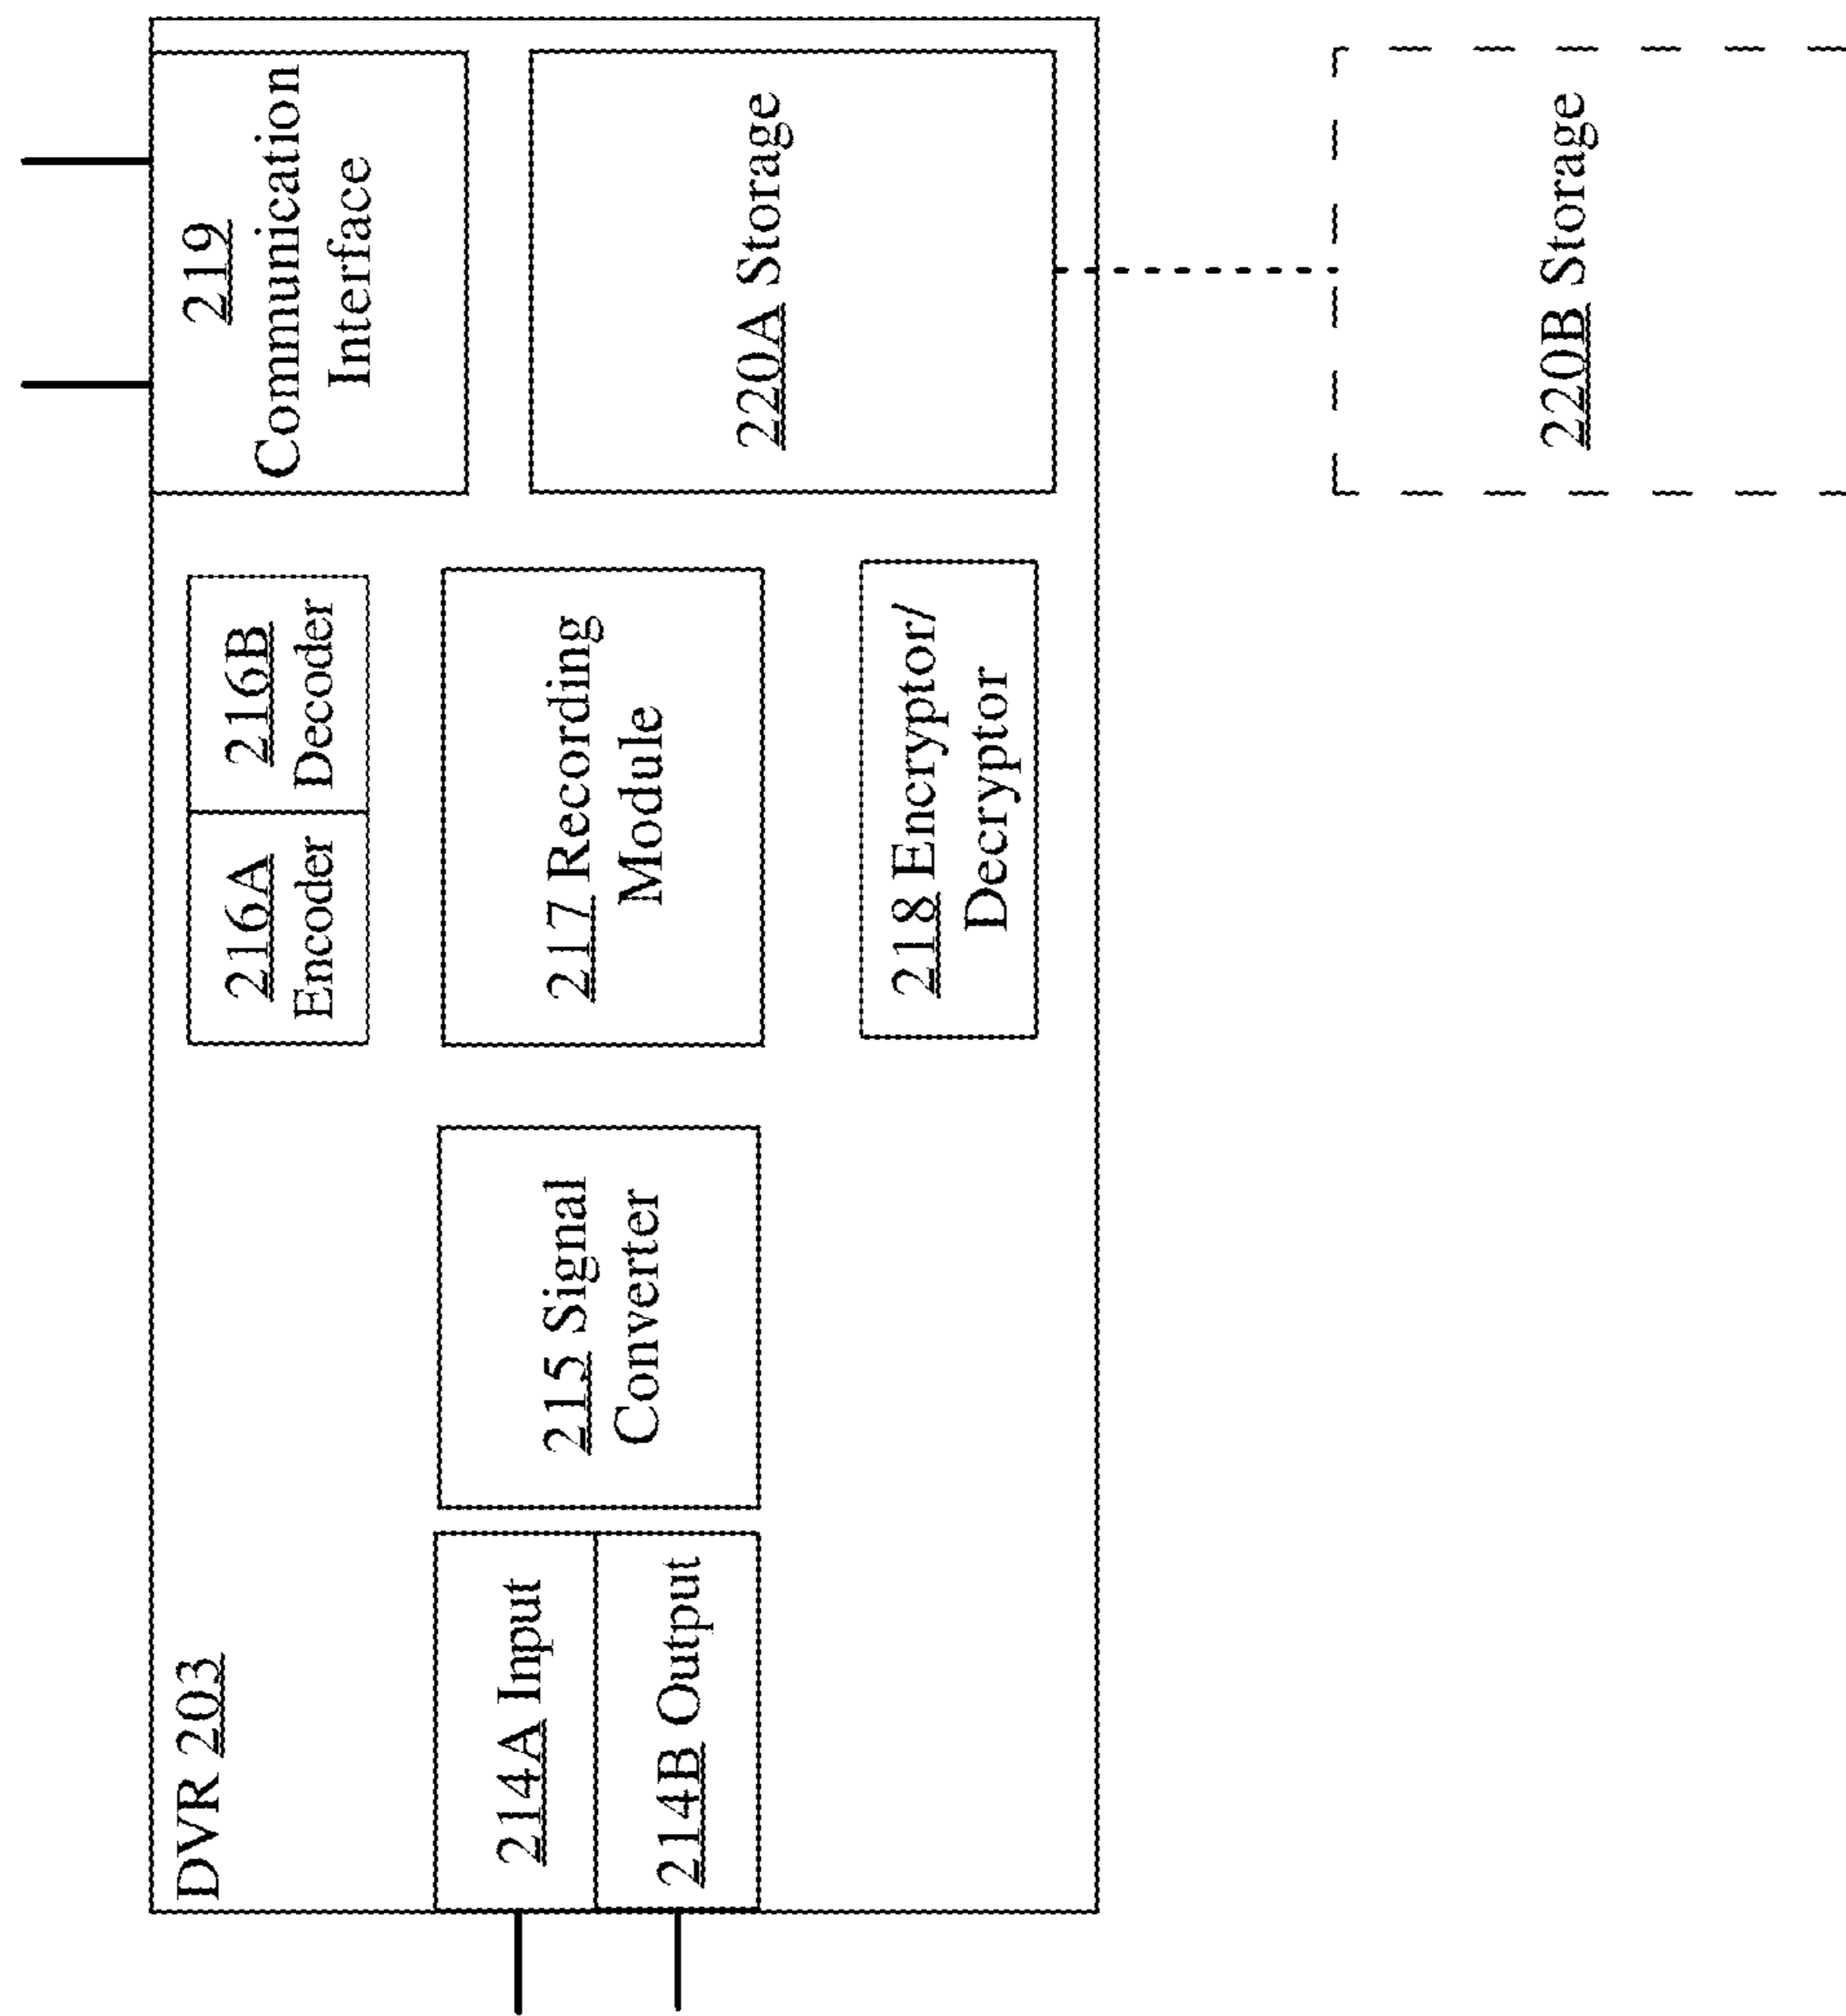 DVR 203
214A Input
214B Output
215 Signal
Converter
216A
Encoder
216B
Decoder
217 Recording
Module
218 Encryptor/
Decryptor
219
Communication
Interface
220A Storage
220B Storage